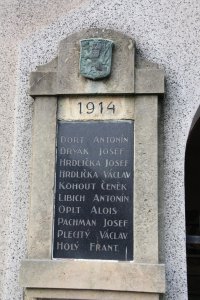 1914
DORT ANTONÍN
DRYÁK JOSEF
HRDLIČKA JOSEF
HRDLIČKA VÁCLAV
KOHOUT ČENĚK
LIBICH ANTONÍN
OPLT ALOIS
PACHMAN JOSEF
PLECITÝ VÁCLAV
HOLÝ FRANT.